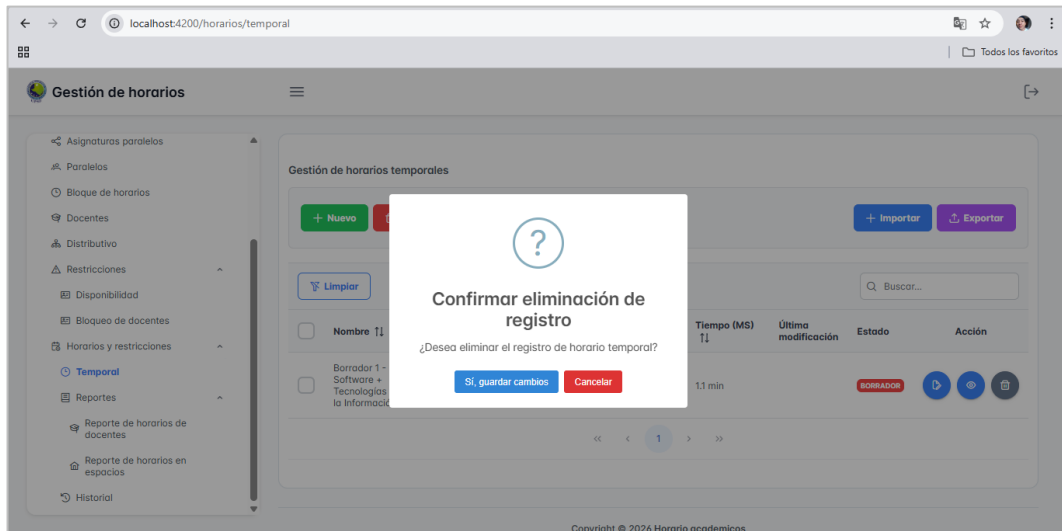 localhost:4200/horarios/temporal
Todos los favoritos
Gestión de horarios
Asignaturas paralelos
Paralelos
Bloque de horarios
Docentes
Distributivo
Restricciones
Disponibilidad
Bloqueo de docentes
Horarios y restricciones
Temporal
Reportes
Reporte de horarios de
docentes
Reporte de horarios en
espacios
Historial
Gestión de horarios temporales
+ Nuevo
+ Importar
Exportar
Limpiar
Buscar...
Nombre
Tiempo (MS)
Última
modificación
Estado
Acción
Borrador 1 -
Software +
Tecnologías
la
1.1 min
BORRADOR
?
Confirmar eliminación de
registro
¿Desea eliminar el registro de horario temporal?
Sí, guardar cambios
Cancelar
<< < 1 > >>
Copyright © 2026 Horario academicos